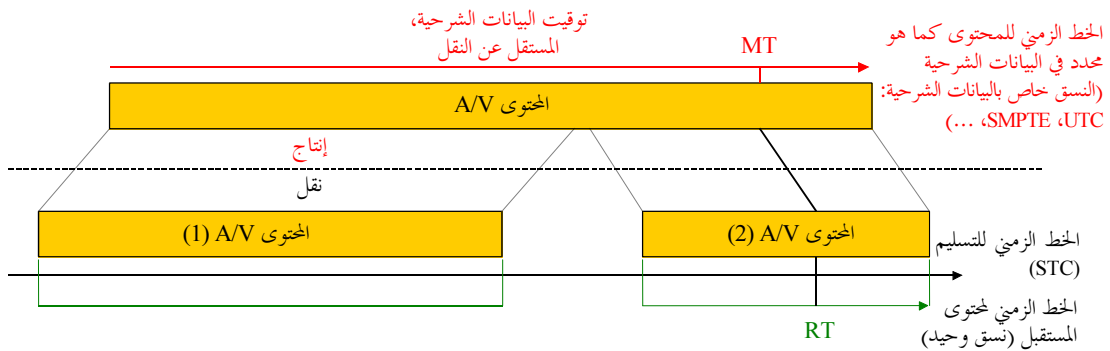 توقيت البيانات الشرحية،
المستقل عن النقل
MT
الخط الزمني للمحتوى كما هو
محدد في البيانات الشرحية
(النسق خاص بالبيانات الشرحية:
UTC، SMPTE، ...)
المحتوى A/V
إنتاج
نقل
المحتوى A/V (1)
المحتوى A/V (2)
الخط الزمني للتسليم
(STC)
الخط الزمني لمحتوى
المستقبل (نسق وحيد)
RT